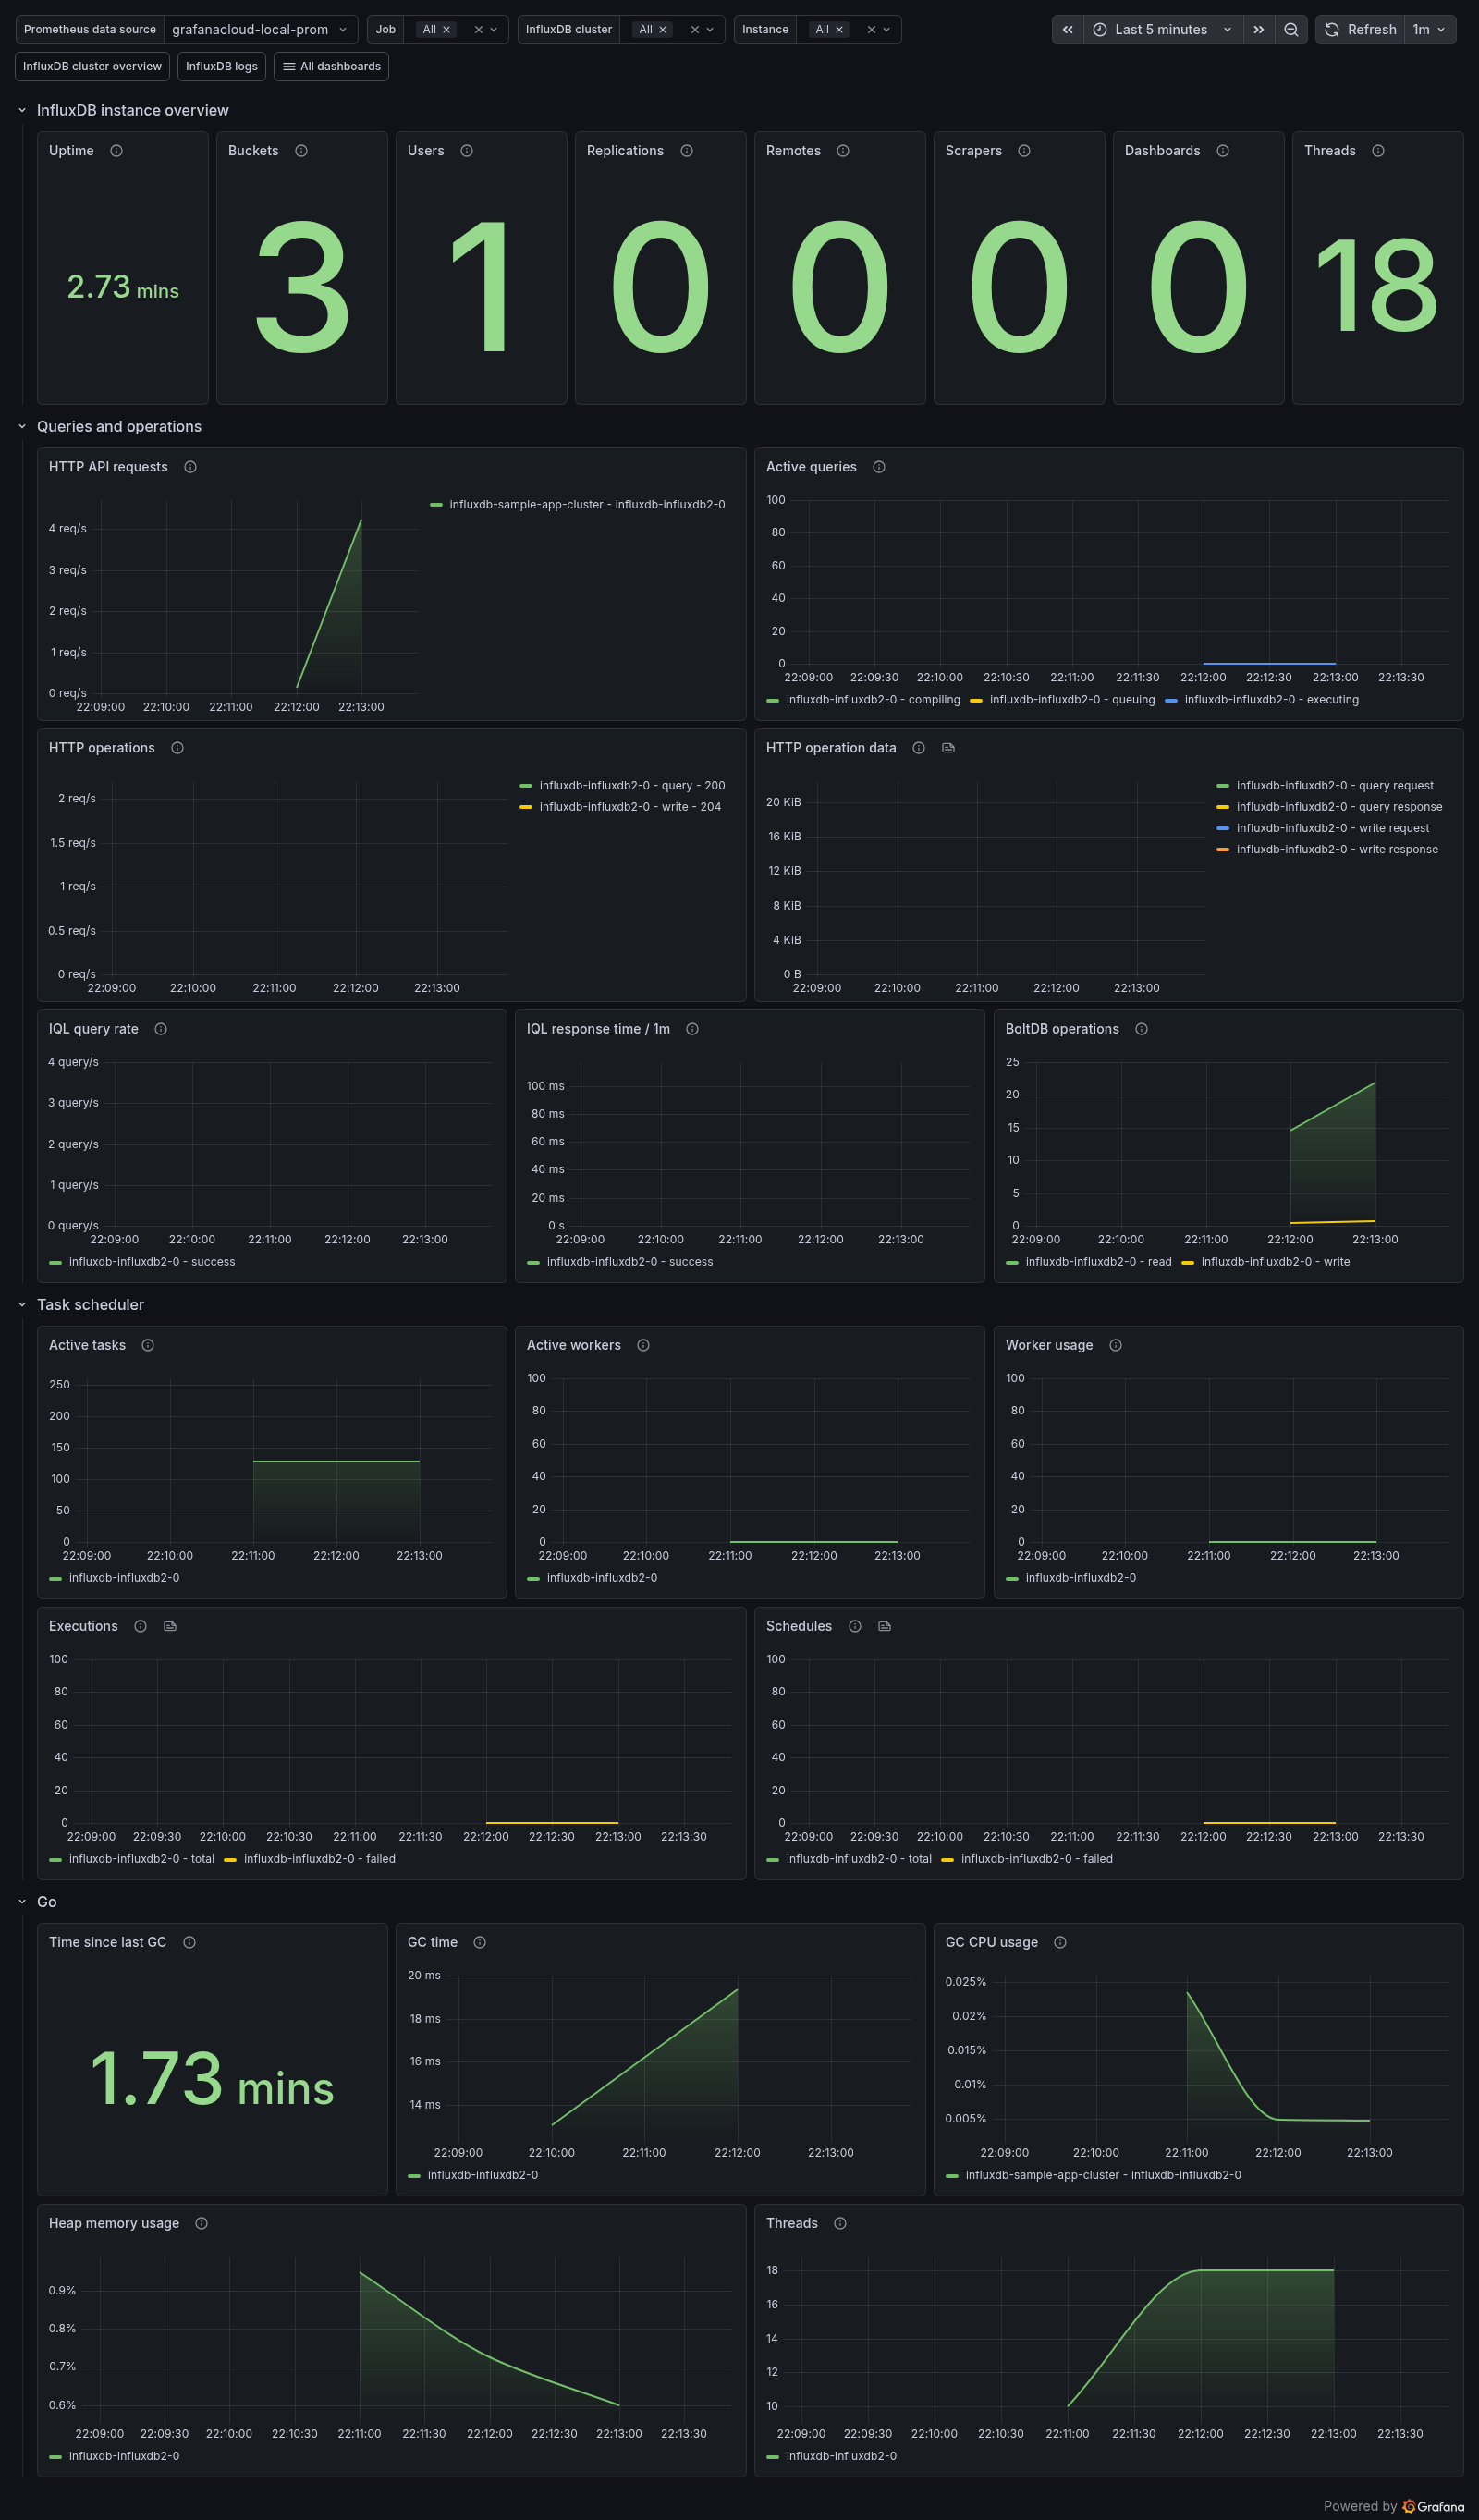 Prometheus data source grafanacloud-local-prom Job All InfluxDB cluster All Instance All Last 5 minutes Refresh 1m
InfluxDB cluster overview InfluxDB logs All dashboards
InfluxDB instance overview
Uptime Buckets Users Replications Remotes Scrapers Dashboards Threads
2.73 mins 3 1 0 0 0 0 18
Queries and operations
HTTP API requests
4 req/s
3 req/s
2 req/s
1 req/s
0 req/s
22:09:00 22:10:00 22:11:00 22:12:00 22:13:00
influxdb-sample-app-cluster - influxdb-influxdb2-0
Active queries
100
80
60
40
20
0
22:09:00 22:09:30 22:10:00 22:10:30 22:11:00 22:11:30 22:12:00 22:12:30 22:13:00 22:13:30
influxdb-influxdb2-0 - compiling influxdb-influxdb2-0 - queuing influxdb-influxdb2-0 - executing
HTTP operations
2 req/s
1.5 req/s
1 req/s
0.5 req/s
0 req/s
22:09:00 22:10:00 22:11:00 22:12:00 22:13:00
influxdb-influxdb2-0 - query - 200
influxdb-influxdb2-0 - write - 204
HTTP operation data
20 KiB
16 KiB
12 KiB
8 KiB
4 KiB
0 B
22:09:00 22:10:00 22:11:00 22:12:00 22:13:00
influxdb-influxdb2-0 - query request
influxdb-influxdb2-0 - query response
influxdb-influxdb2-0 - write request
influxdb-influxdb2-0 - write response
IQL query rate
4 query/s
3 query/s
2 query/s
1 query/s
0 query/s
22:09:00 22:10:00 22:11:00 22:12:00 22:13:00
influxdb-influxdb2-0 - success
IQL response time / 1m
100 ms
80 ms
60 ms
40 ms
20 ms
0 s
22:09:00 22:10:00 22:11:00 22:12:00 22:13:00
influxdb-influxdb2-0 - success
BoltDB operations
25
20
15
10
5
0
22:09:00 22:10:00 22:11:00 22:12:00 22:13:00
influxdb-influxdb2-0 - read influxdb-influxdb2-0 - write
Task scheduler
Active tasks
250
200
150
100
50
0
22:09:00 22:10:00 22:11:00 22:12:00 22:13:00
influxdb-influxdb2-0
Active workers
100
80
60
40
20
0
22:09:00 22:10:00 22:11:00 22:12:00 22:13:00
influxdb-influxdb2-0
Worker usage
100
80
60
40
20
0
22:09:00 22:10:00 22:11:00 22:12:00 22:13:00
influxdb-influxdb2-0
Executions
100
80
60
40
20
0
22:09:00 22:09:30 22:10:00 22:10:30 22:11:00 22:11:30 22:12:00 22:12:30 22:13:00 22:13:30
influxdb-influxdb2-0 - total influxdb-influxdb2-0 - failed
Schedules
100
80
60
40
20
0
22:09:00 22:09:30 22:10:00 22:10:30 22:11:00 22:11:30 22:12:00 22:12:30 22:13:00 22:13:30
influxdb-influxdb2-0 - total influxdb-influxdb2-0 - failed
Go
Time since last GC
1.73 mins
GC time
20 ms
18 ms
16 ms
14 ms
22:09:00 22:10:00 22:11:00 22:12:00 22:13:00
influxdb-influxdb2-0
GC CPU usage
0.025%
0.02%
0.015%
0.01%
0.005%
22:09:00 22:10:00 22:11:00 22:12:00 22:13:00
influxdb-sample-app-cluster - influxdb-influxdb2-0
Heap memory usage
0.9%
0.8%
0.7%
0.6%
22:09:00 22:09:30 22:10:00 22:10:30 22:11:00 22:11:30 22:12:00 22:12:30 22:13:00 22:13:30
influxdb-influxdb2-0
Threads
18
16
14
12
10
22:09:00 22:09:30 22:10:00 22:10:30 22:11:00 22:11:30 22:12:00 22:12:30 22:13:00 22:13:30
influxdb-influxdb2-0
Powered by Grafana